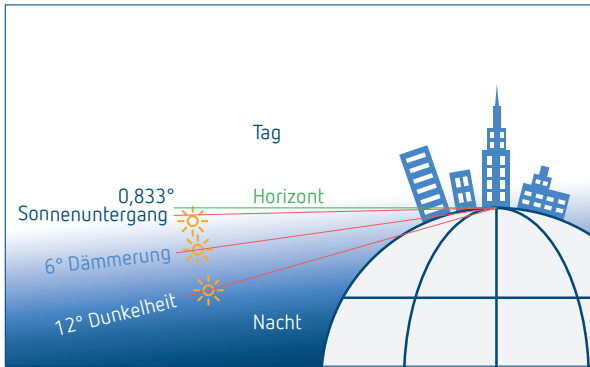 Tag
0,833°
Sonnenuntergang
Horizont
6° Dämmerung
12° Dunkelheit
Nacht